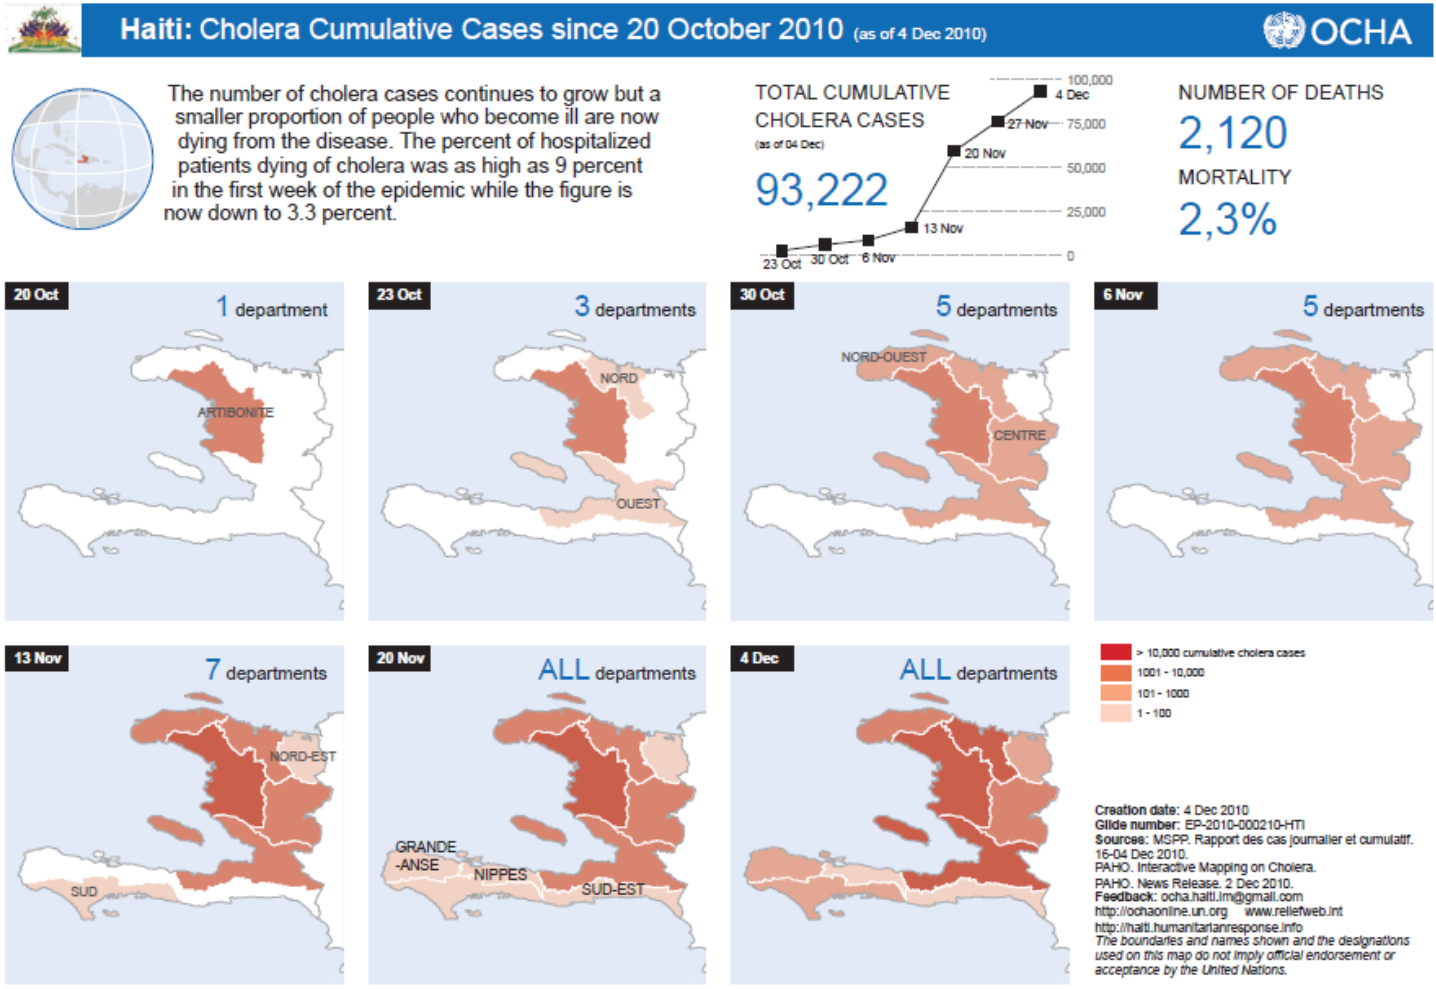 Haiti: Cholera Cumulative Cases since 20 October 2010 (as of 4 Dec 2010)
OCHA
The number of cholera cases continues to grow but a
smaller proportion of people who become ill are now
dying from the disease. The percent of hospitalized
patients dying of cholera was as high as 9 percent
in the first week of the epidemic while the figure is
now down to 3.3 percent.
TOTAL CUMULATIVE
CHOLERA CASES
(as of 04 Dec)
93,222
100,000
75,000
50,000
25,000
0
23 Oct
30 Oct
6 Nov
13 Nov
20 Nov
27 Nov
4 Dec
NUMBER OF DEATHS
2,120
MORTALITY
2,3%
20 Oct
1 department
ARTIBONITE
23 Oct
3 departments
NORD
OUEST
30 Oct
5 departments
NORD-OUEST
CENTRE
6 Nov
5 departments
13 Nov
7 departments
NORD-EST
SUD
20 Nov
ALL departments
GRANDE
-ANSE
NIPPES
SUD-EST
4 Dec
ALL departments
> 10,000 cumulative cholera cases
1001 - 10,000
101 - 1000
1 - 100
Creation date: 4 Dec 2010
Glide number: EP-2010-000210-HTI
Sources: MSPP. Rapport des cas journalier et cumulatif.
16-04 Dec 2010.
PAHO. Interactive Mapping on Cholera.
PAHO. News Release. 2 Dec 2010.
Feedback: ocha.haiti.im@gmail.com
http://ochaonline.un.org www.reliefweb.int
http://haiti.humanitarianresponse.info
The boundaries and names shown and the designations
used on this map do not imply official endorsement or
acceptance by the United Nations.